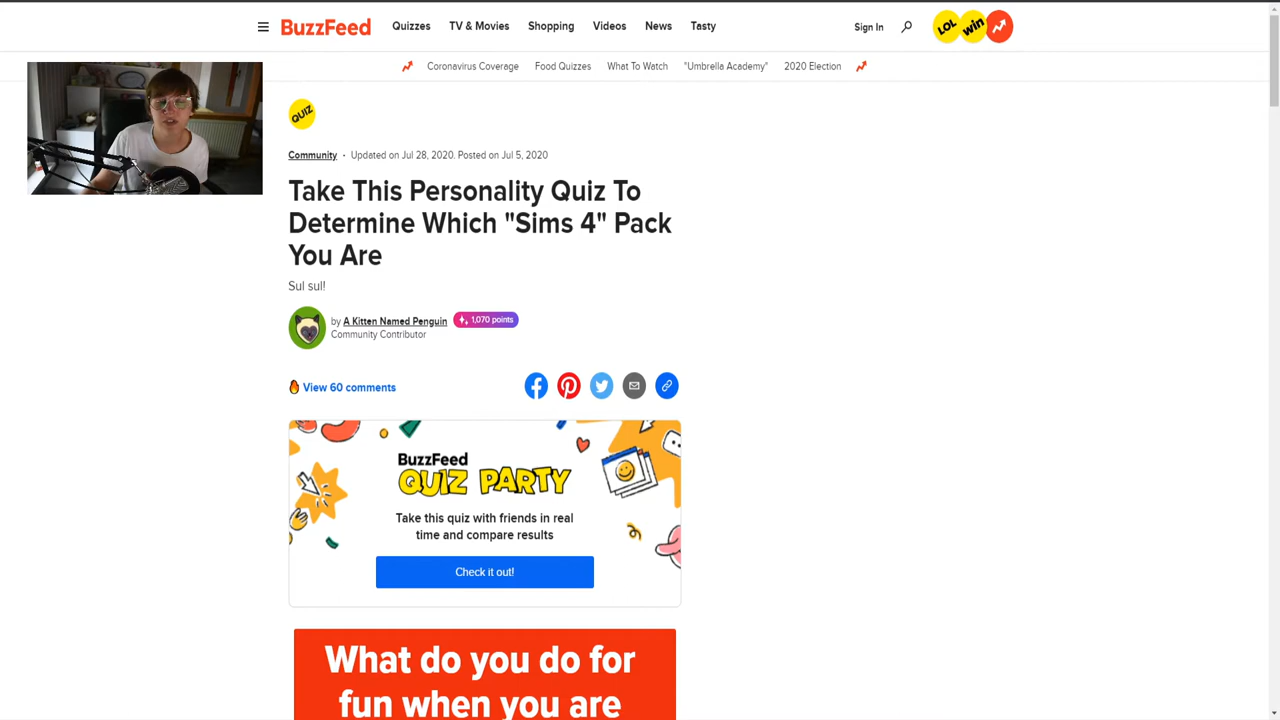 BuzzFeed
Quizzes
TV & Movies
Shopping
Videos
News
Tasty
Sign In
LOL
win
Coronavirus Coverage
Food Quizzes
What To Watch
"Umbrella Academy"
2020 Election
QUIZ
Community · Updated on Jul 28, 2020. Posted on Jul 5, 2020
Take This Personality Quiz To
Determine Which "Sims 4" Pack
You Are
Sul sul!
by A Kitten Named Penguin
1,070 points
Community Contributor
View 60 comments
BuzzFeed
QUIZ PARTY
Take this quiz with friends in real
time and compare results
Check it out!
What do you do for
fun when you are